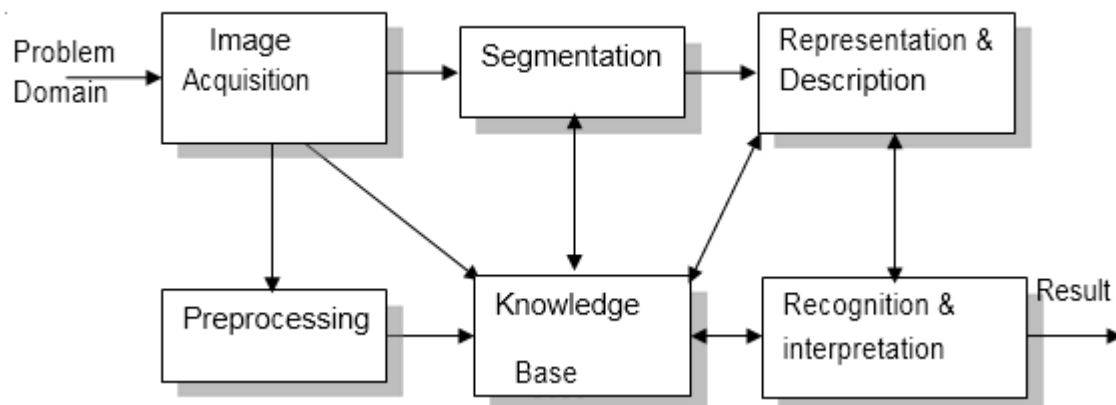 Problem
Domain
Image
Acquisition
Segmentation
Representation &
Description
Preprocessing
Knowledge
Base
Recognition &
interpretation
Result